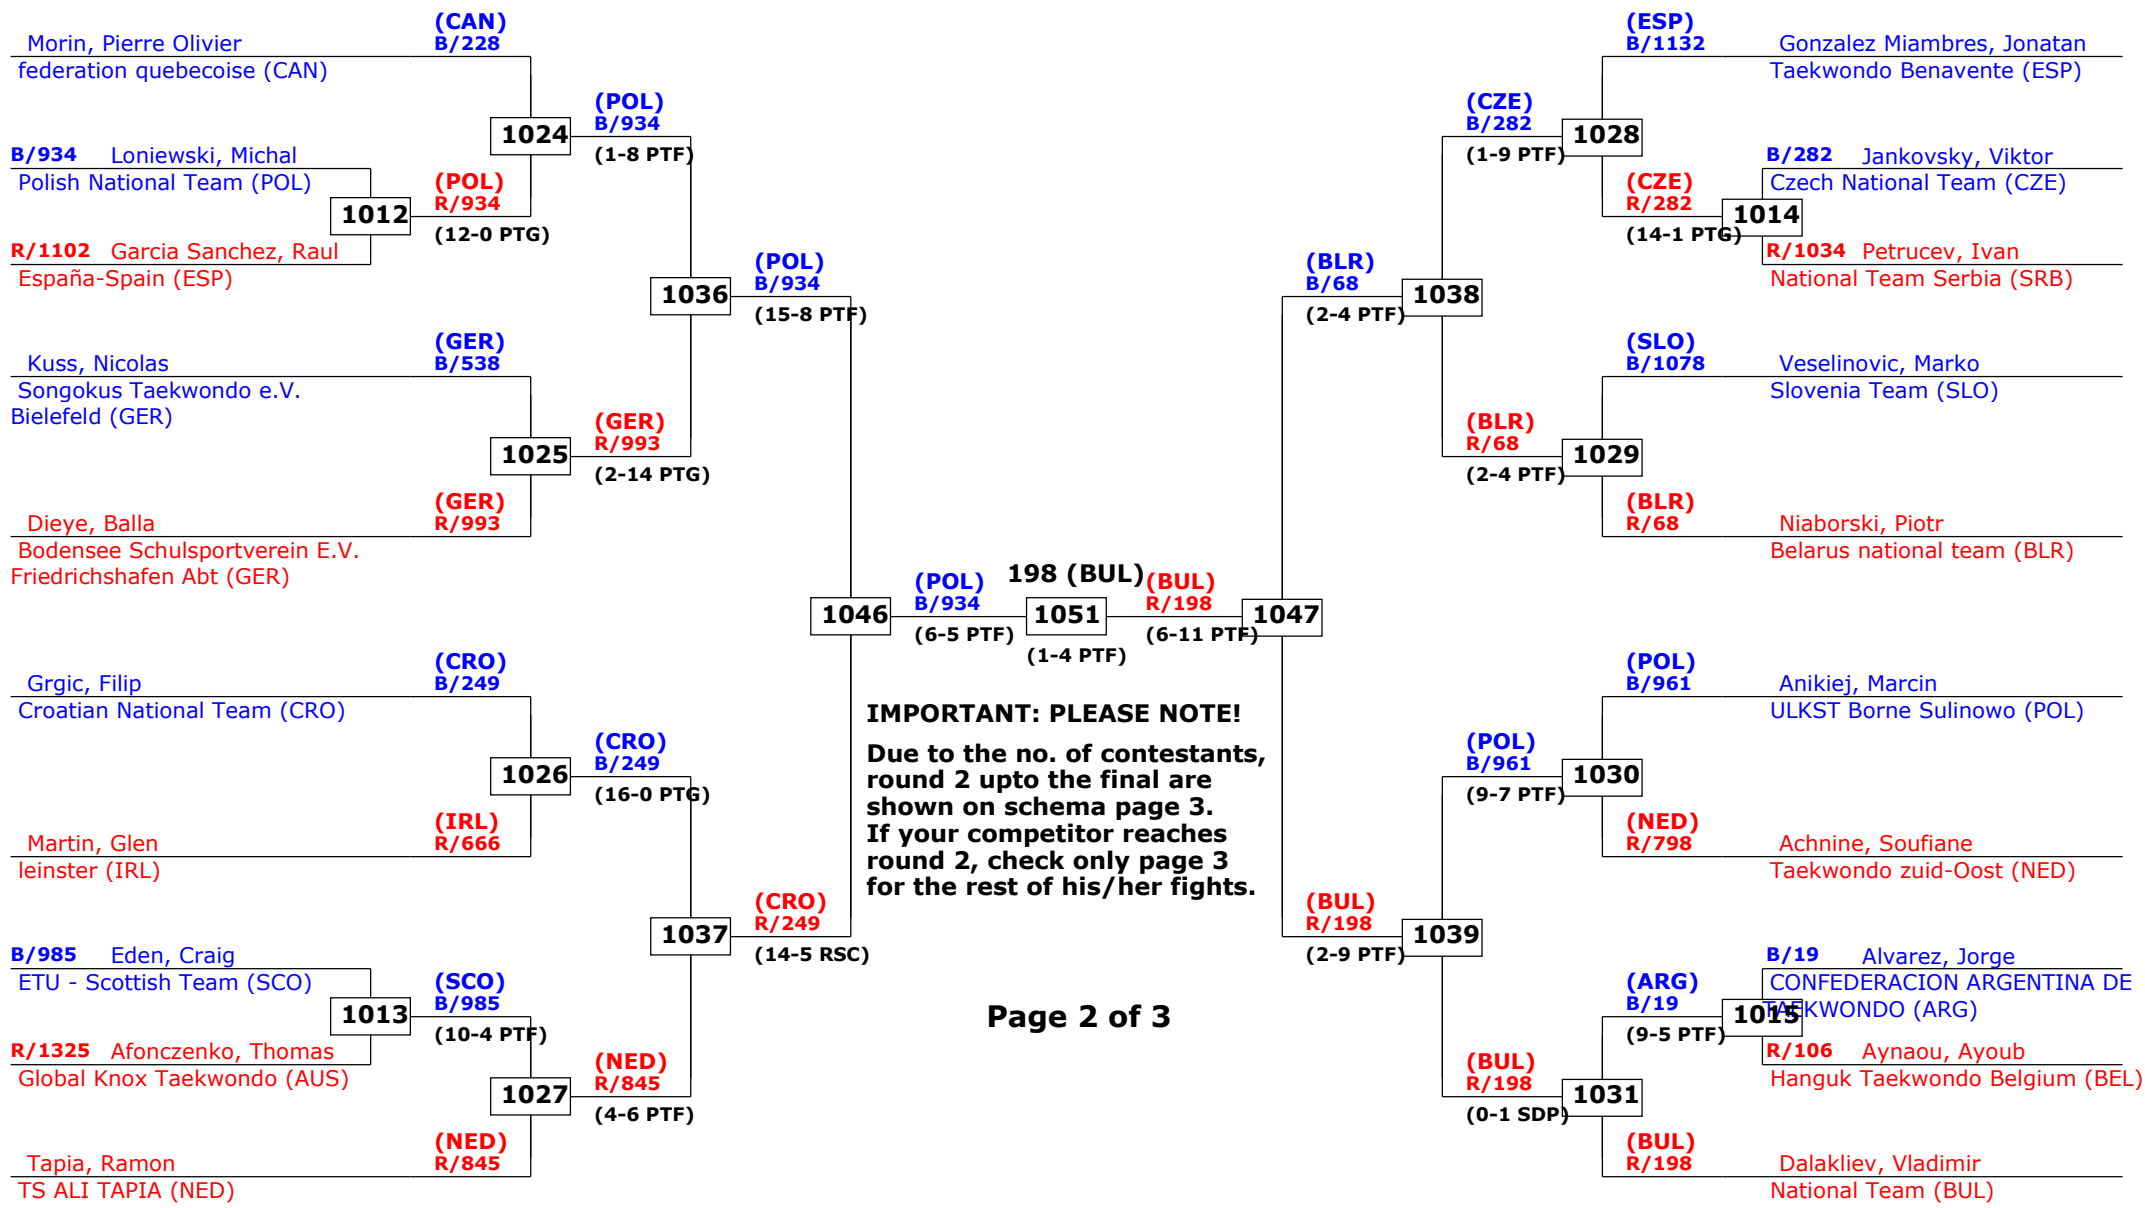 (CAN)
B/228
Morin, Pierre Olivier
federation quebecoise (CAN)
(POL)
B/934
1024
(1-8 PTF)
B/934 Loniewski, Michal
Polish National Team (POL)
(POL)
R/934
1012
(12-0 PTG)
R/1102 Garcia Sanchez, Raul
España-Spain (ESP)
(POL)
B/934
1036
(15-8 PTF)
(GER)
B/538
Kuss, Nicolas
Songokus Taekwondo e.V.
Bielefeld (GER)
(GER)
R/993
1025
(2-14 PTG)
(GER)
R/993
Dieye, Balla
Bodensee Schulsportverein E.V.
Friedrichshafen Abt (GER)
1046
(POL)
B/934
(6-5 PTF)
198 (BUL)
1051
(1-4 PTF)
(BUL)
R/198
(6-11 PTF)
1047
(CRO)
B/249
Grgic, Filip
Croatian National Team (CRO)
(CRO)
B/249
1026
(16-0 PTG)
(IRL)
R/666
Martin, Glen
leinster (IRL)
(CRO)
R/249
1037
(14-5 RSC)
B/985 Eden, Craig
ETU - Scottish Team (SCO)
(SCO)
B/985
1013
(10-4 PTF)
R/1325 Afonczenko, Thomas
Global Knox Taekwondo (AUS)
(NED)
R/845
1027
(4-6 PTF)
(NED)
R/845
Tapia, Ramon
TS ALI TAPIA (NED)
IMPORTANT: PLEASE NOTE!
Due to the no. of contestants,
round 2 upto the final are
shown on schema page 3.
If your competitor reaches
round 2, check only page 3
for the rest of his/her fights.
Page 2 of 3
(ESP)
B/1132
Gonzalez Miambres, Jonatan
Taekwondo Benavente (ESP)
(CZE)
B/282
1028
(1-9 PTF)
B/282 Jankovsky, Viktor
Czech National Team (CZE)
(CZE)
R/282
1014
(14-1 PTG)
R/1034 Petrucev, Ivan
National Team Serbia (SRB)
(BLR)
B/68
1038
(2-4 PTF)
(SLO)
B/1078
Veselinovic, Marko
Slovenia Team (SLO)
(BLR)
R/68
1029
(2-4 PTF)
(BLR)
R/68
Niaborski, Piotr
Belarus national team (BLR)
(POL)
B/961
Anikiej, Marcin
ULKST Borne Sulinowo (POL)
(POL)
B/961
1030
(9-7 PTF)
(NED)
R/798
Achnine, Soufiane
Taekwondo zuid-Oost (NED)
(BUL)
R/198
1039
(2-9 PTF)
B/19 Alvarez, Jorge
CONFEDERACION ARGENTINA DE
TAEKWONDO (ARG)
(ARG)
B/19
1015
(9-5 PTF)
R/106 Aynaou, Ayoub
Hanguk Taekwondo Belgium (BEL)
(BUL)
R/198
1031
(0-1 SDP)
(BUL)
R/198
Dalakliev, Vladimir
National Team (BUL)